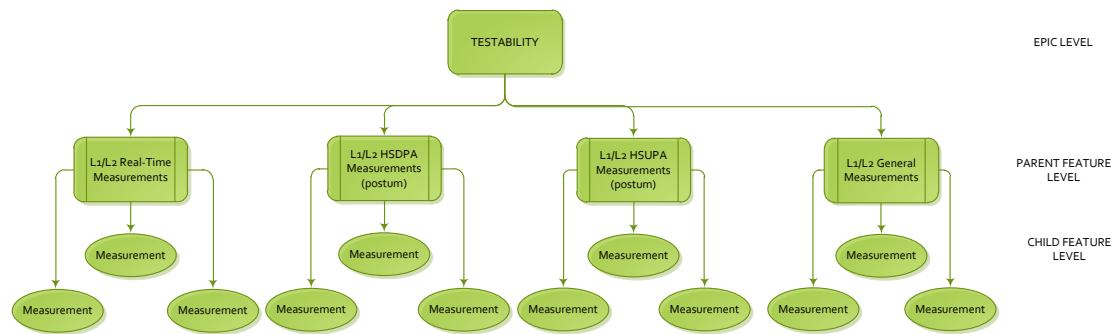 TESTABILITY
EPIC LEVEL
L1/L2 Real-Time
Measurements
L1/L2 HSDPA
Measurements
(postum)
L1/L2 HSUPA
Measurements
(postum)
L1/L2 General
Measurements
PARENT FEATURE
LEVEL
Measurement
Measurement
Measurement
Measurement
CHILD FEATURE
LEVEL
Measurement
Measurement
Measurement
Measurement
Measurement
Measurement
Measurement
Measurement